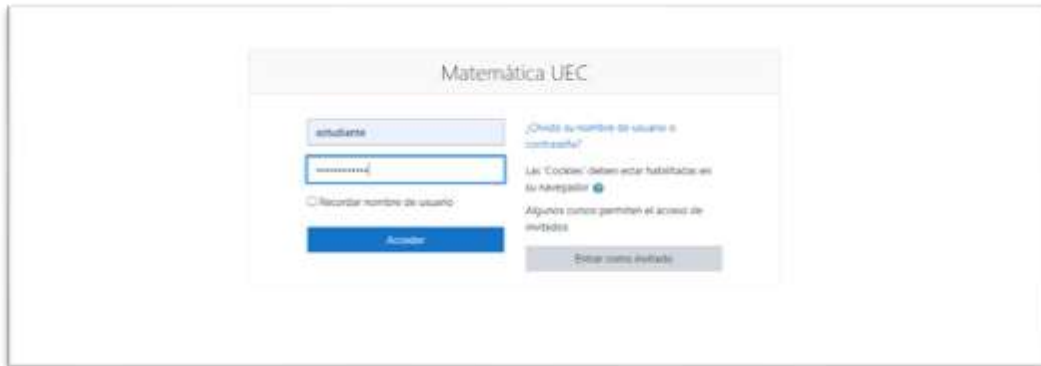 Matemática UEC
estudiante
Recordar nombre de usuario
Acceder
¿Olvidó su nombre de usuario o
contraseña?
Las 'Cookies' deben estar habilitadas en
su navegador
Algunos cursos permiten el acceso de
invitados
Entrar como invitado